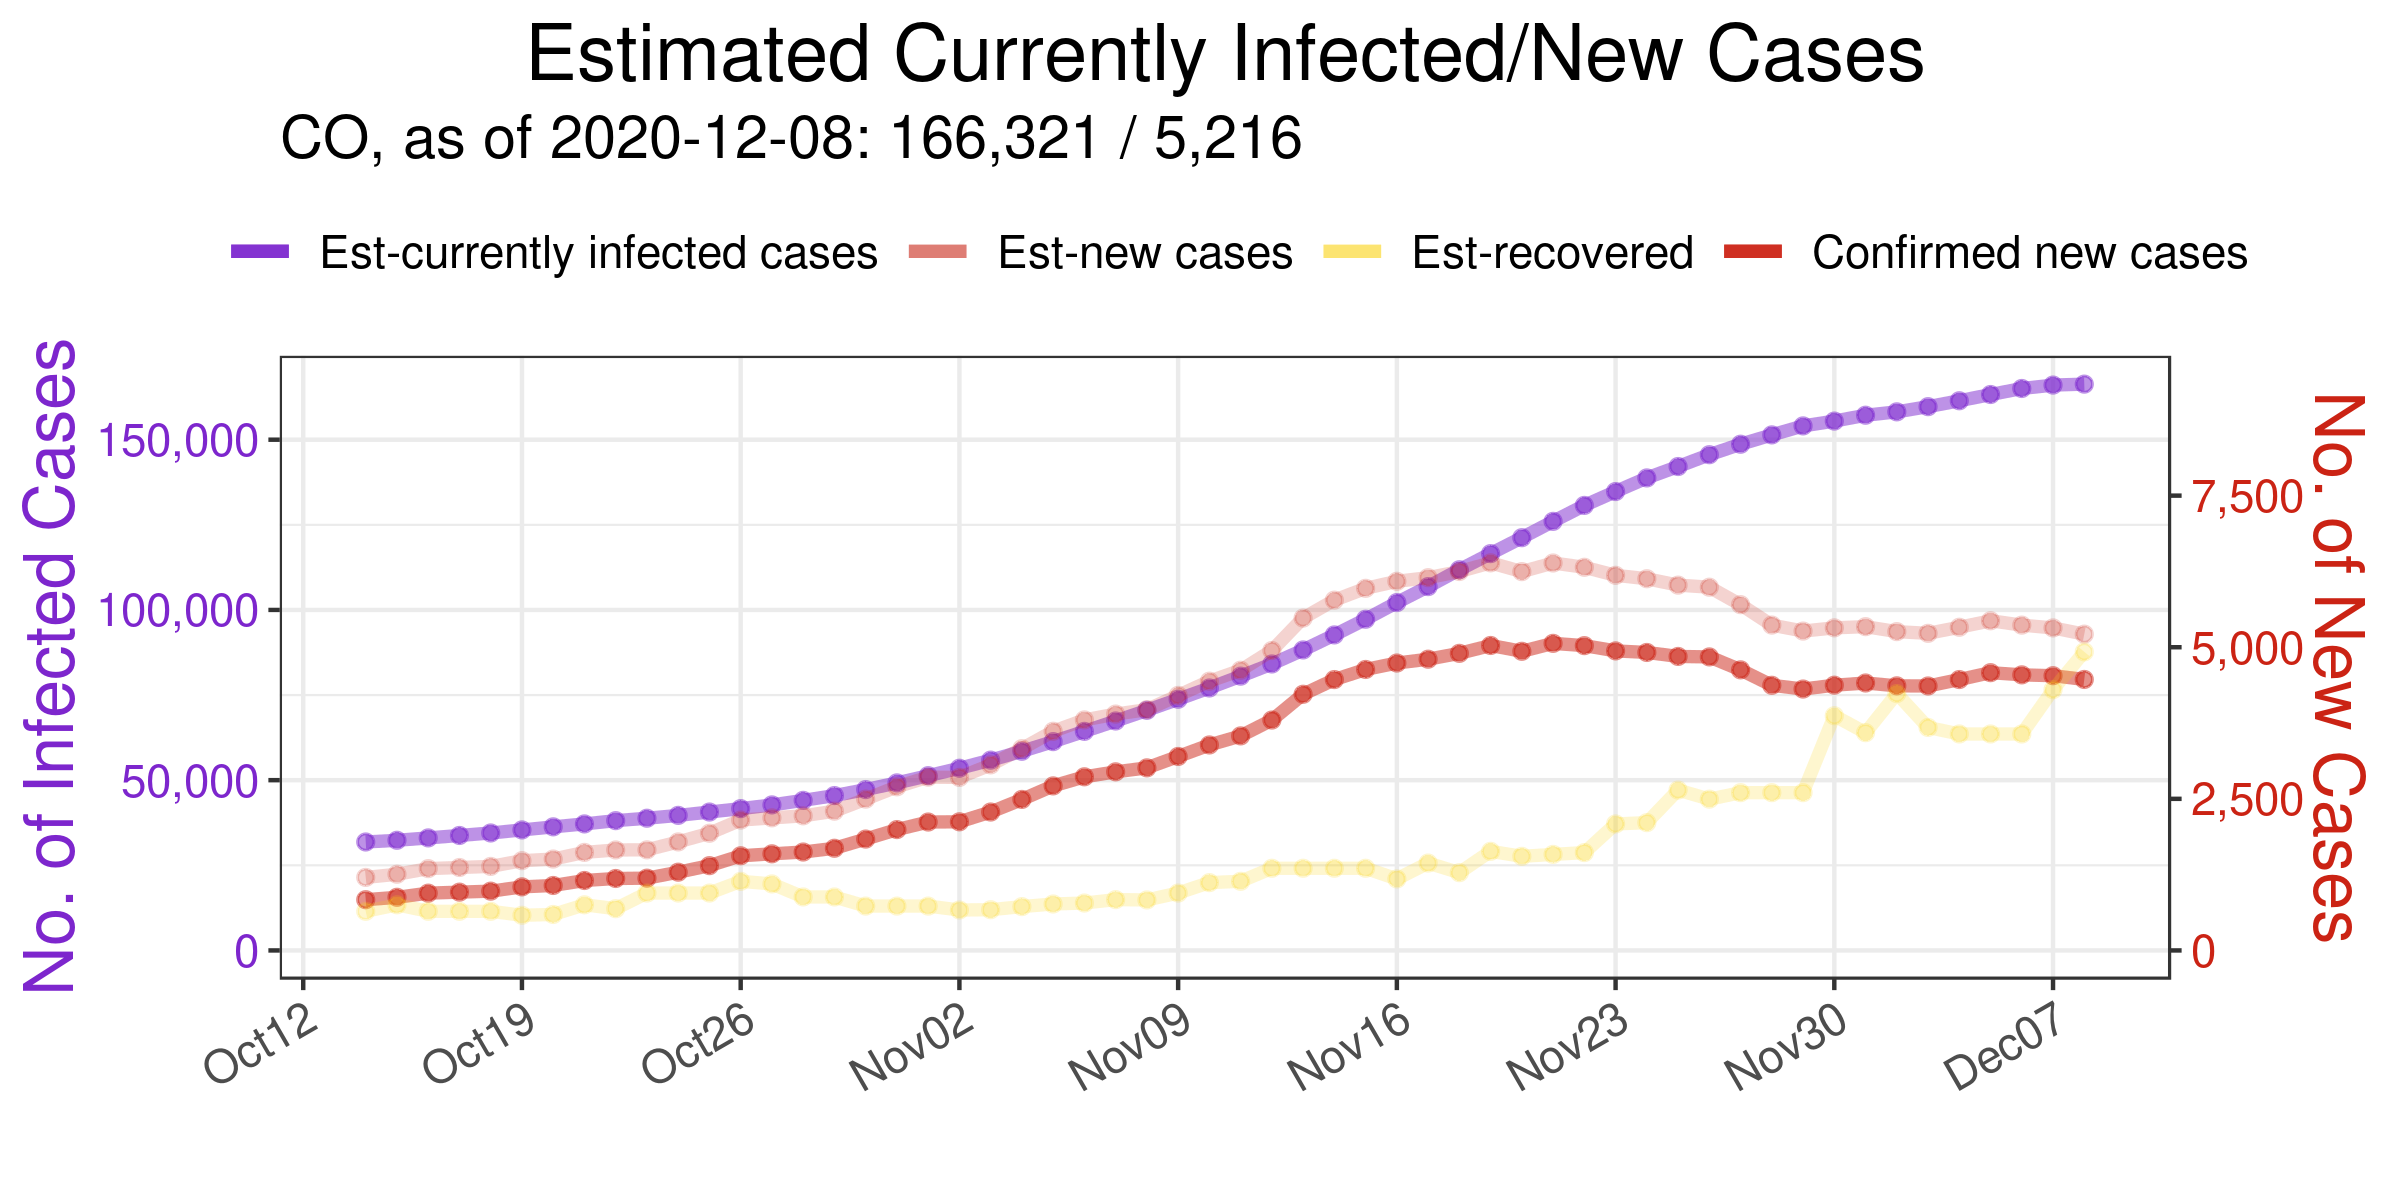 Estimated Currently Infected/New Cases
CO, as of 2020-12-08: 166,321 / 5,216
Est-currently infected cases Est-new cases Est-recovered Confirmed new cases
No. of Infected Cases
150,000
100,000
50,000
0
7,500
5,000
2,500
0
No. of New Cases
Oct12 Oct19 Oct26 Nov02 Nov09 Nov16 Nov23 Nov30 Dec07